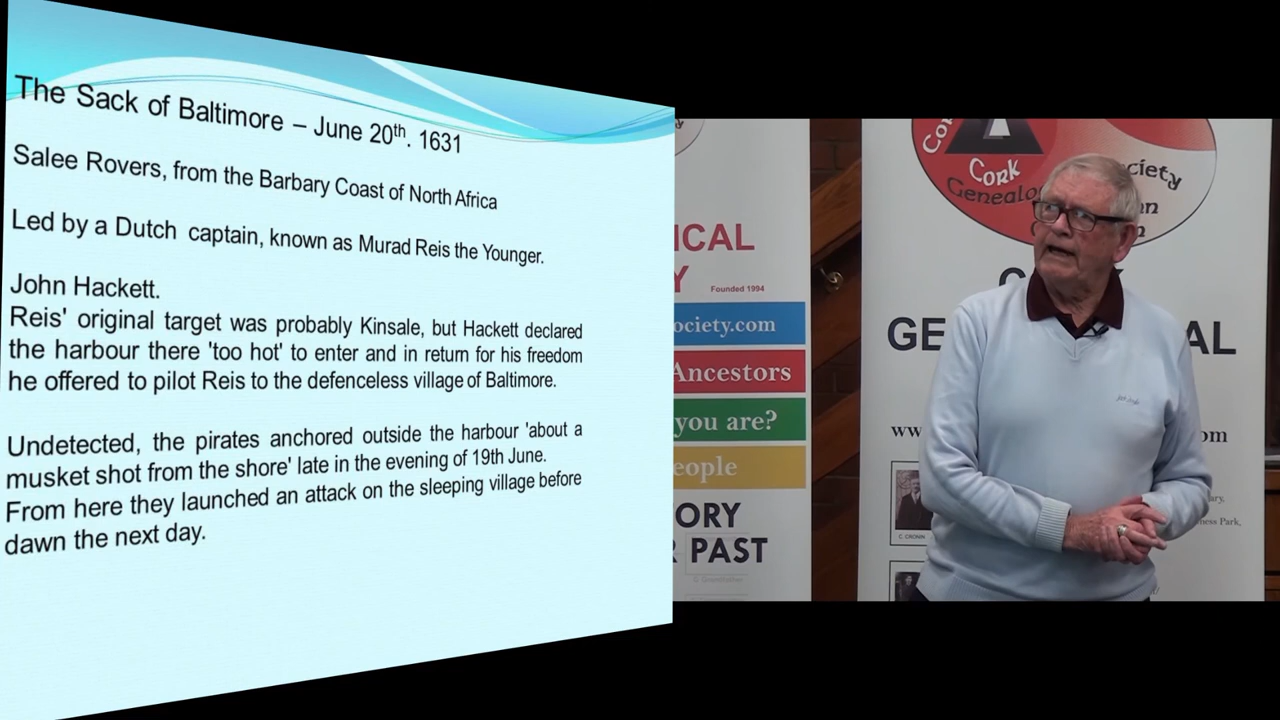 The Sack of Baltimore – June 20th. 1631
Salee Rovers, from the Barbary Coast of North Africa
Led by a Dutch captain, known as Murad Reis the Younger.
John Hackett.
Reis' original target was probably Kinsale, but Hackett declared
the harbour there 'too hot' to enter and in return for his freedom
he offered to pilot Reis to the defenceless village of Baltimore.
Undetected, the pirates anchored outside the harbour 'about a
musket shot from the shore' late in the evening of 19th June.
From here they launched an attack on the sleeping village before
dawn the next day.
ICAL
Y
Founded 1994
ociety.com
Ancestors
you are?
eople
ORY
R PAST
Cor
Cork
ciety
Genealo
nn
C
GE
AL
ww
om
ary,
ness Park,
C. CRONIN